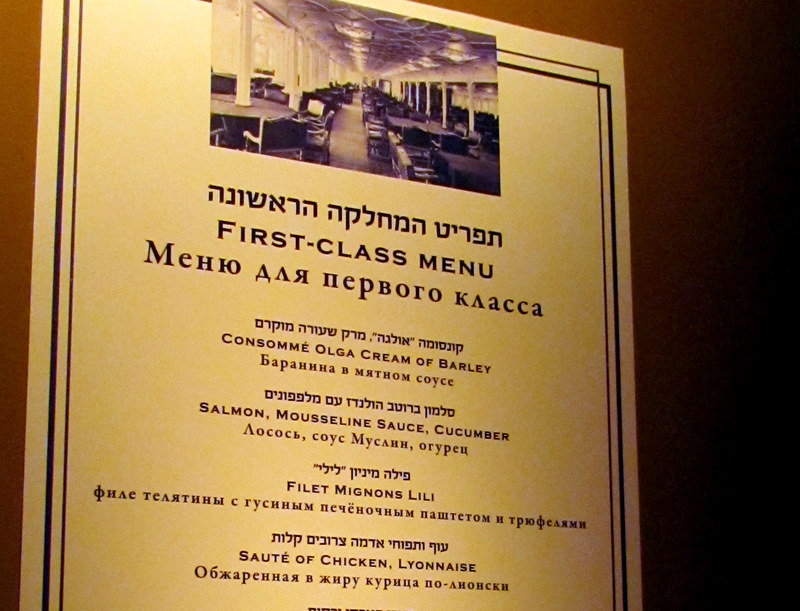 תפריט המחלקה הראשונה
FIRST-CLASS MENU
Меню для первого класса
קונסומה "אולגה", מרק שעורה מוקרם
CONSOMMÉ OLGA CREAM OF BARLEY
Баранина в мятном соусе
סלמון ברוטב הולנדז עם מלפפונים
SALMON, MOUSSELINE SAUCE, CUCUMBER
Лосось, соус Муслин, огурец
פילה מיניון "לילי"
FILET MIGNONS LILI
филе телятины с гусиным печёночным паштетом и трюфелями
עוף ותפוחי אדמה צרובים קלות
SAUTÉ OF CHICKEN, LYONNAISE
Обжаренная в жиру курица по-лионски